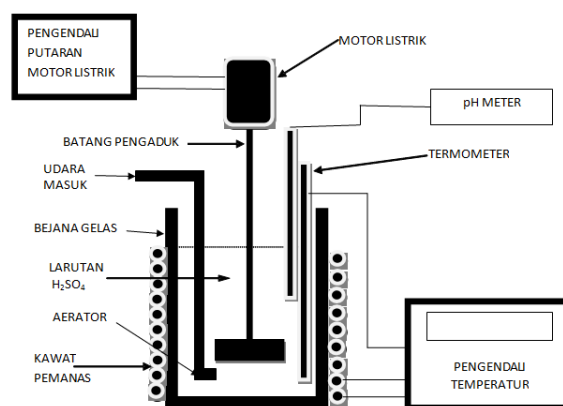 PENGENDALI
PUTARAN
MOTOR LISTRIK
MOTOR LISTRIK
pH METER
BATANG PENGADUK
TERMOMETER
UDARA
MASUK
BEJANA GELAS
LARUTAN
H₂SO₄
AERATOR
KAWAT
PEMANAS
PENGENDALI
TEMPERATUR